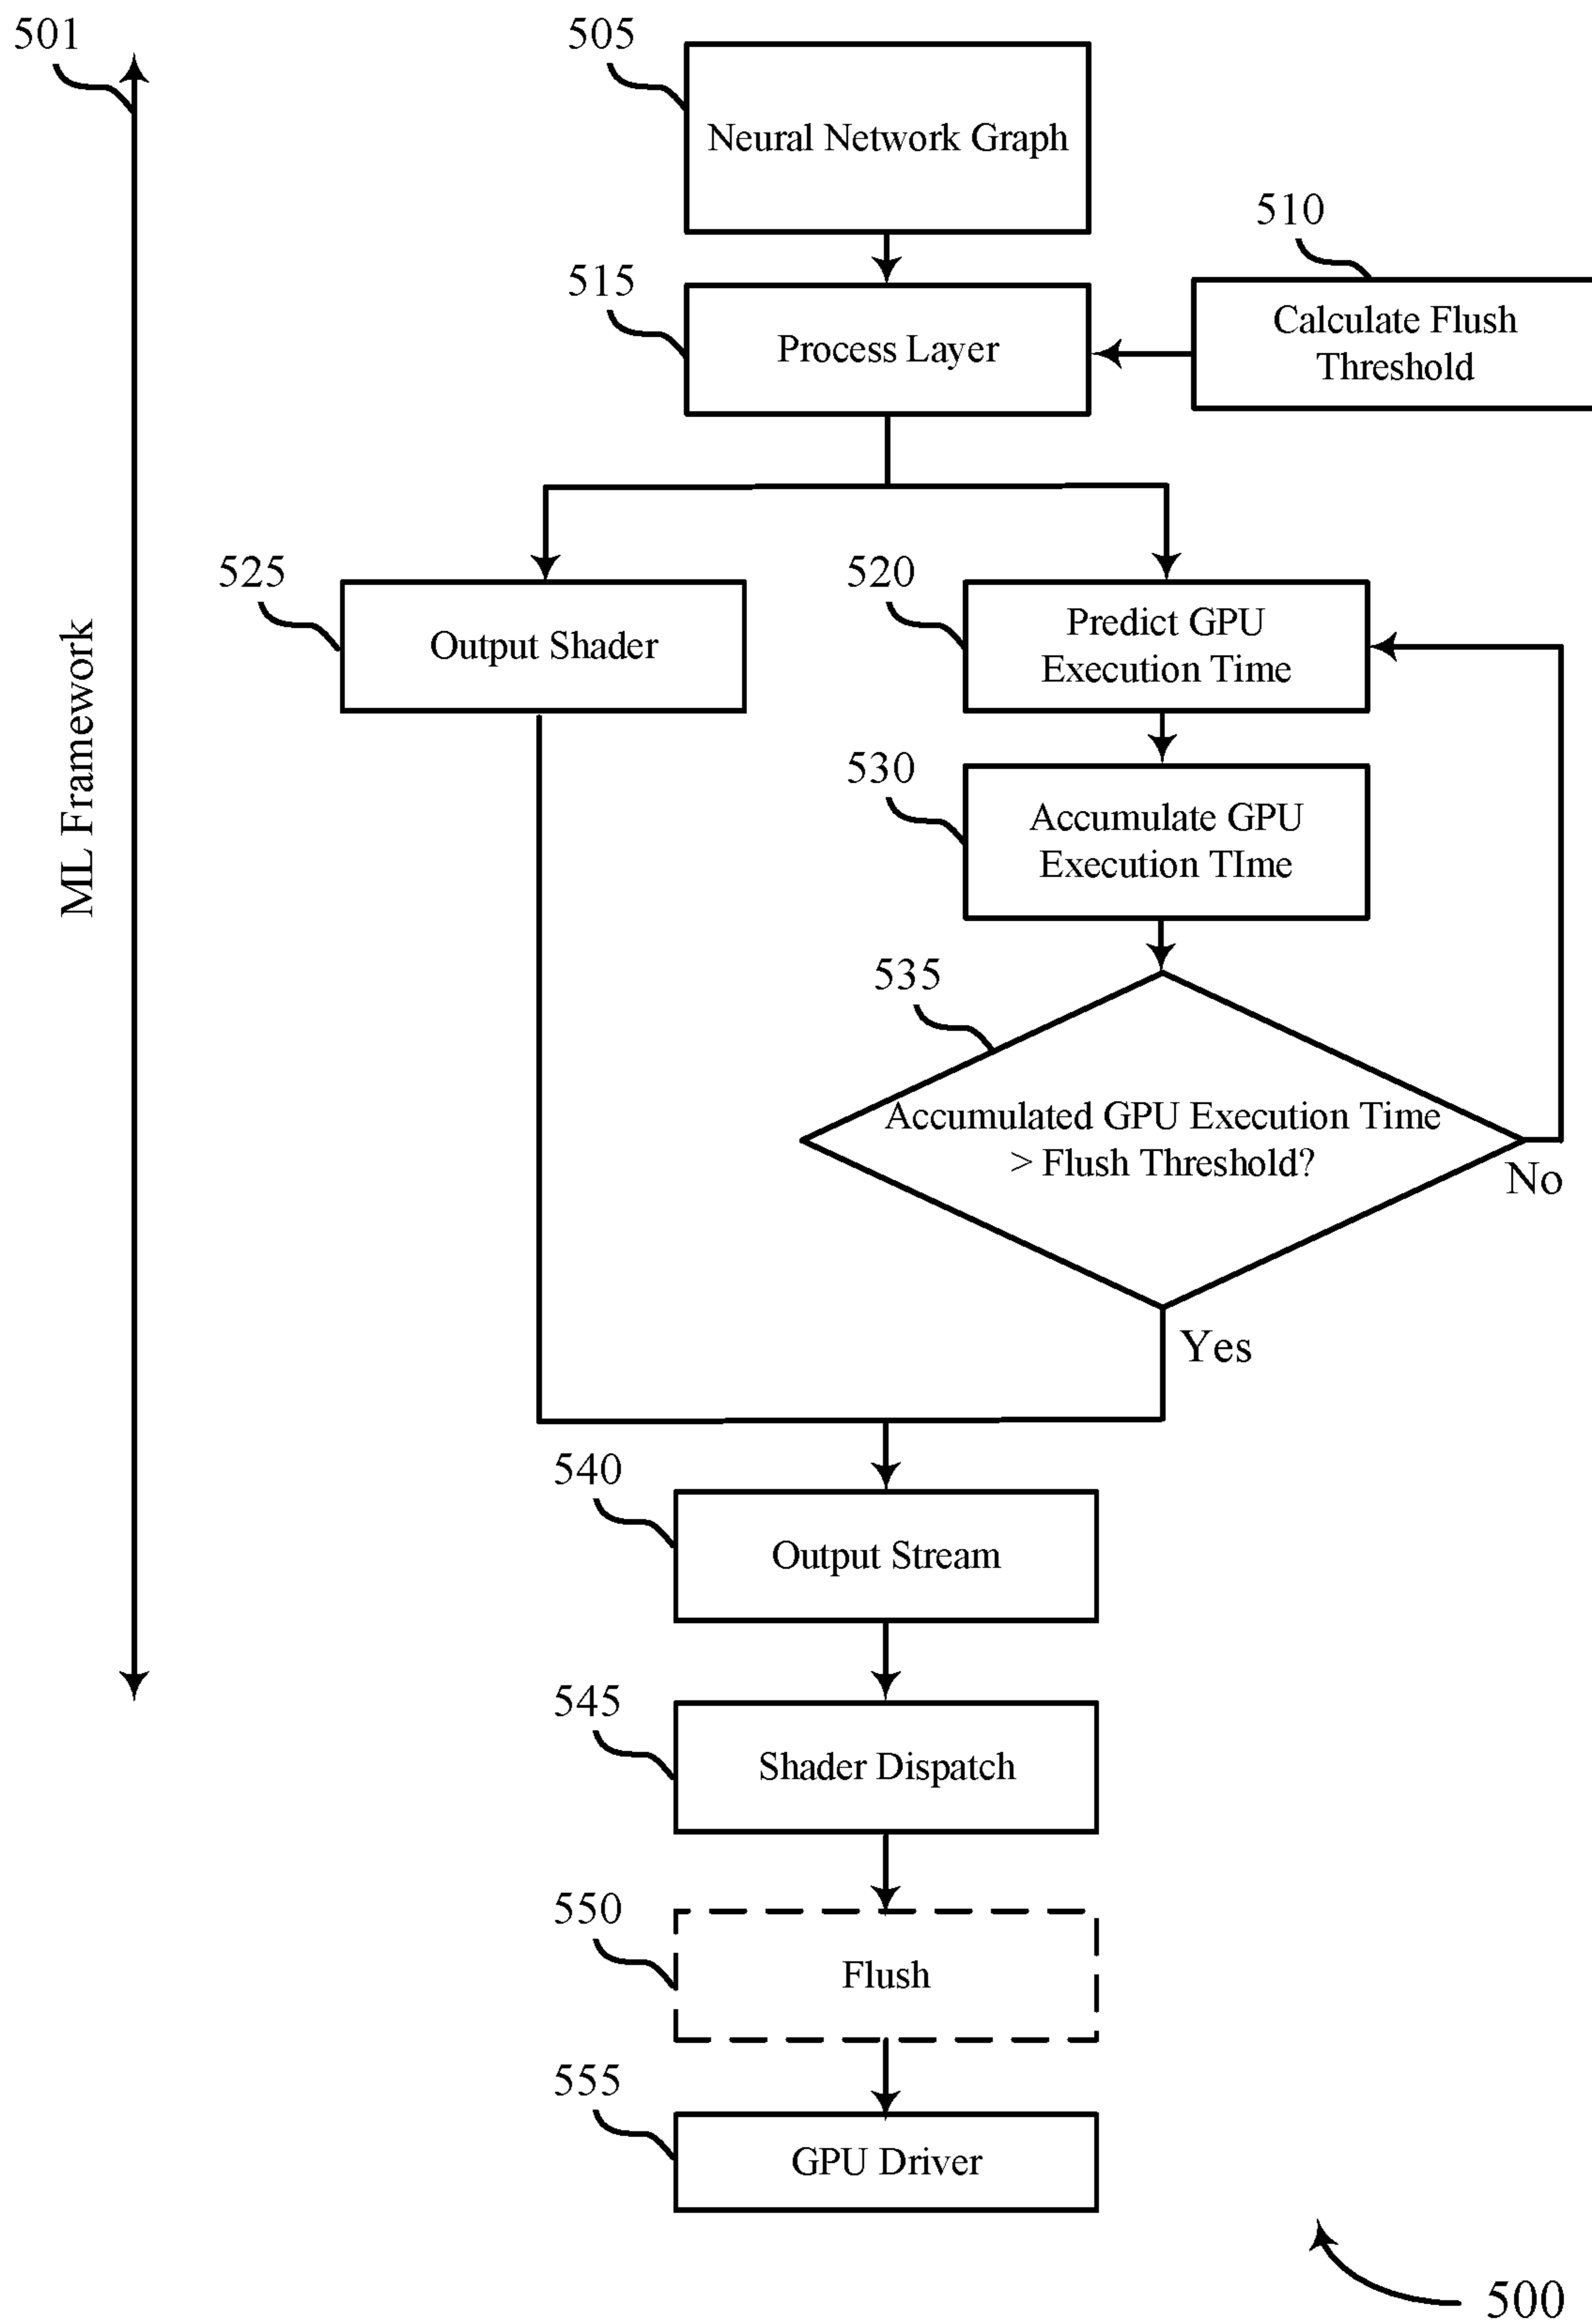 501
505
Neural Network Graph
510
515
Process Layer
Calculate Flush
Threshold
525
Output Shader
520
Predict GPU
Execution Time
ML Framework
530
Accumulate GPU
Execution TIme
535
Accumulated GPU Execution Time
> Flush Threshold?
No
Yes
540
Output Stream
545
Shader Dispatch
550
Flush
555
GPU Driver
500